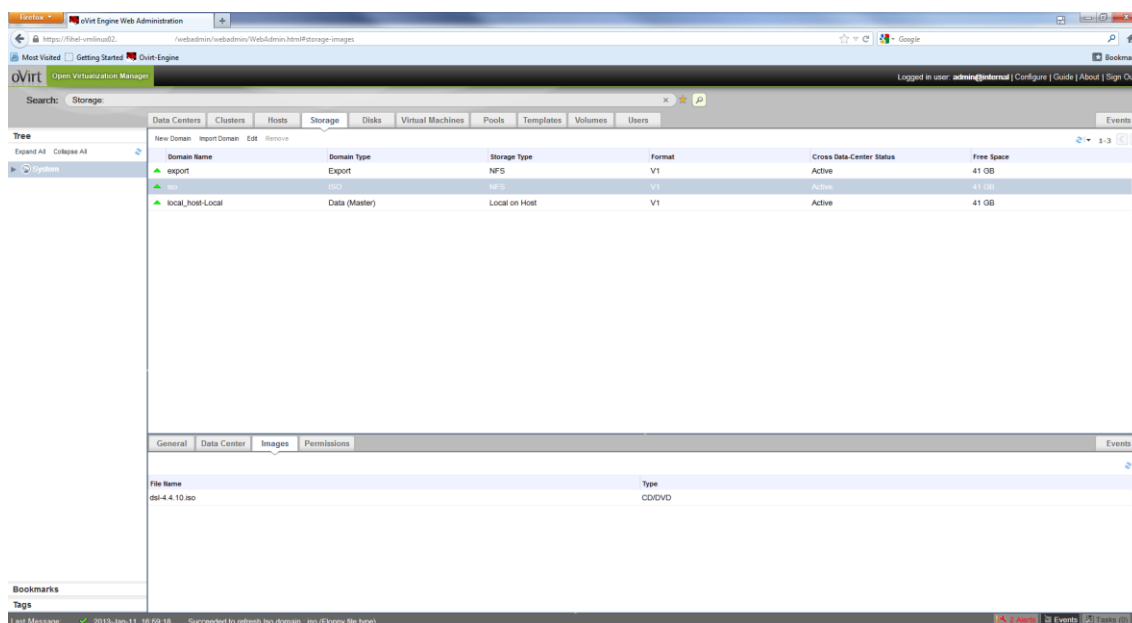 Firefox
oVirt Engine Web Administration
+
https://fihel-vmlinux02. /webadmin/webadmin/WebAdmin.html#storage-images
Google
Most Visited Getting Started Ovirt-Engine
Bookma
oVirt Open Virtualization Manager
Logged in user: admin@internal | Configure | Guide | About | Sign Ou
Search: Storage: x
Data Centers Clusters Hosts Storage Disks Virtual Machines Pools Templates Volumes Users Events
Tree
New Domain Import Domain Edit Remove 1-3
Expand All Collapse All
Domain Name Domain Type Storage Type Format Cross Data-Center Status Free Space
System
export Export NFS V1 Active 41 GB
iso ISO NFS V1 Active 41 GB
local_host-Local Data (Master) Local on Host V1 Active 41 GB
General Data Center Images Permissions Events
File Name Type
dsl-4.4.10.iso CD/DVD
Bookmarks
Tags
Last Message: 2013-Jan-11, 16:59:18 Succeeded to refresh iso domain : iso (Floppy file type)
2 Alerts Events Tasks (0)